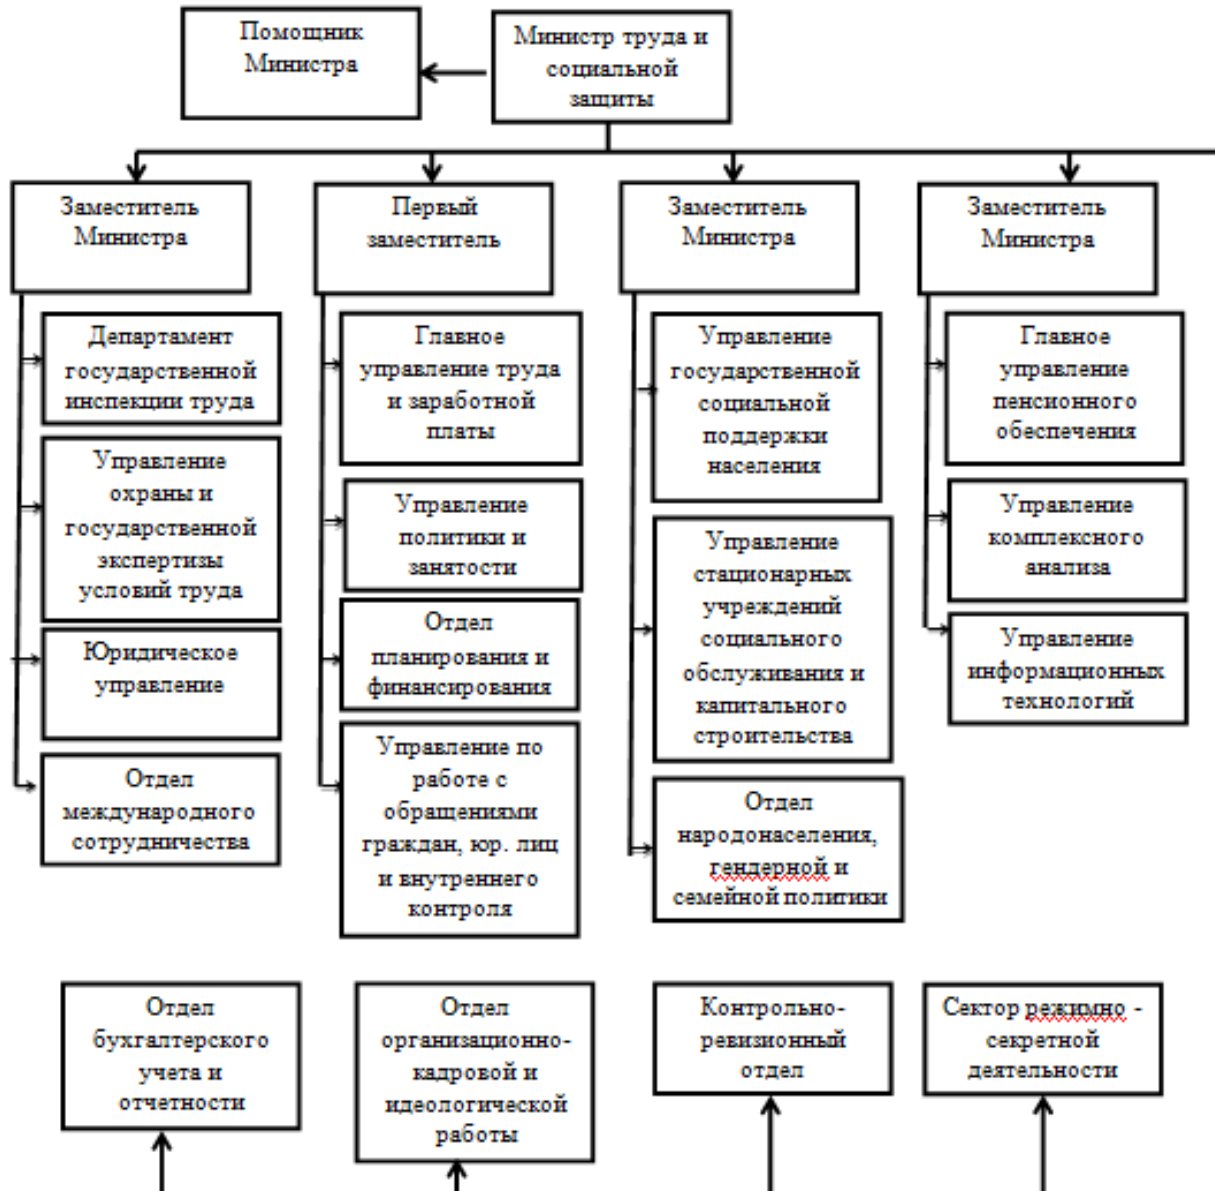 Помощник
Министра
Министр труда и
социальной
защиты
Заместитель
Министра
Первый
заместитель
Заместитель
Министра
Заместитель
Министра
Департамент
государственной
инспекции труда
Управление
охраны и
государственной
экспертизы
условий труда
Юридическое
управление
Отдел
международного
сотрудничества
Главное
управление труда
и заработной
платы
Управление
политики и
занятости
Отдел
планирования и
финансирования
Управление по
работе с
обращениями
граждан, юр. лиц
и внутреннего
контроля
Управление
государственной
социальной
поддержки
населения
Управление
стационарных
учреждений
социального
обслуживания и
капитального
строительства
Отдел
народонаселения,
гендерной и
семейной политики
Главное
управление
пенсионного
обеспечения
Управление
комплексного
анализа
Управление
информационных
технологий
Отдел
бухгалтерского
учета и
отчетности
Отдел
организационно-
кадровой и
идеологической
работы
Контрольно-
ревизионный
отдел
Сектор режимно -
секретной
деятельности